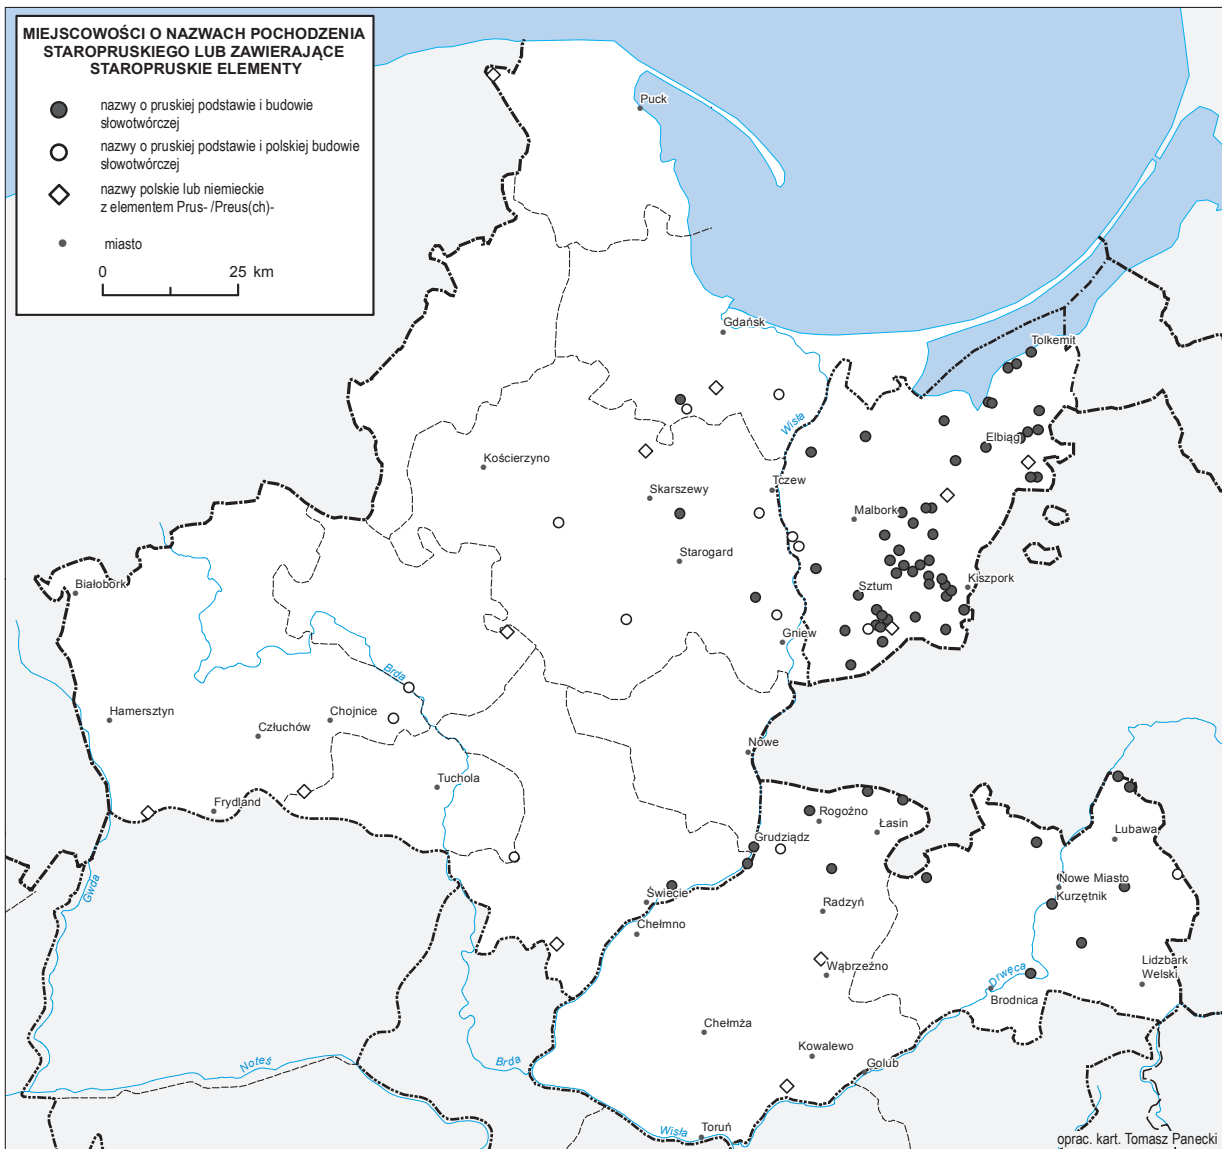 MIEJSCOWOŚCI O NAZWACH POCHODZENIA
STAROPRUSKIEGO LUB ZAWIERAJĄCE
STAROPRUSKIE ELEMENTY
nazwy o pruskiej podstawie i budowie
słowotwórczej
nazwy o pruskiej podstawie i polskiej budowie
słowotwórczej
nazwy polskie lub niemieckie
z elementem Prus- /Preus(ch)-
miasto
0 25 km
Puck
Gdańsk
Tolkemit
Wisła
Elbiąg
Kościerzyno
Skarszewy
Tczew
Malbork
Starogard
Białobork
Sztum
Kiszpork
Gniew
Brda
Hamersztyn
Człuchów
Chojnice
Nowe
Tuchola
Frydland
Rogoźno
Łasin
Grudziądz
Lubawa
Gwda
Świecie
Radzyń
Nowe Miasto
Kurzętnik
Chełmno
Wąbrzeźno
Drwęca
Lidzbark
Welski
Brodnica
Chełmża
Kowalewo
Golub
Noteś
Brda
Wisła
Toruń
oprac. kart. Tomasz Panecki